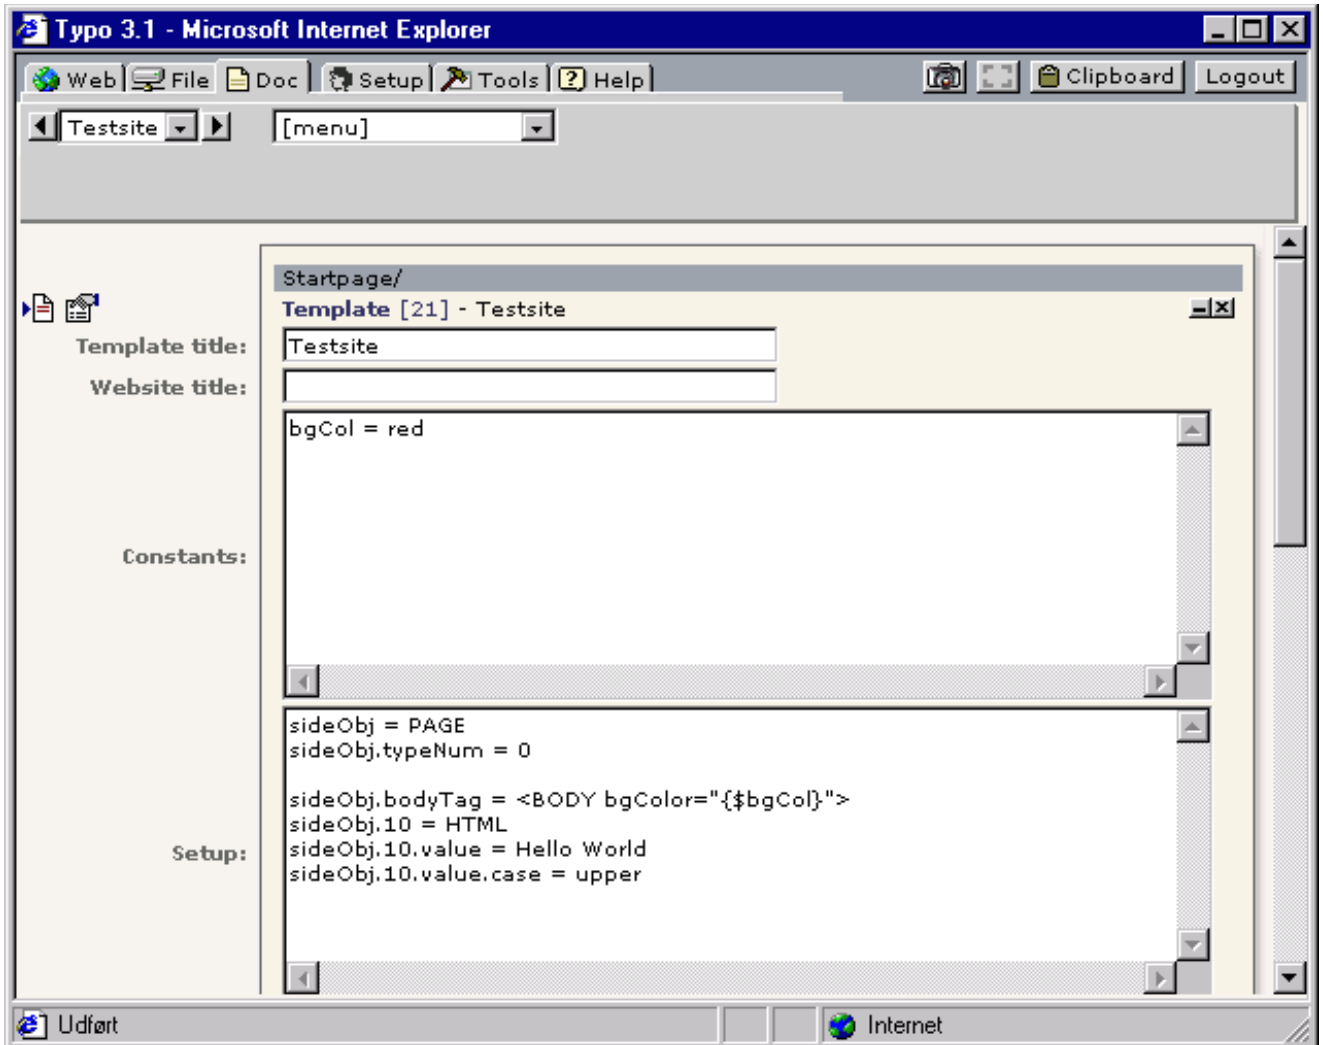 Typo 3.1 - Microsoft Internet Explorer
Web File Doc Setup Tools Help Clipboard Logout
Testsite [menu]
Startpage/
Template [21] - Testsite
Template title: Testsite
Website title:
bgCol = red
Constants:
sideObj = PAGE
sideObj.typeNum = 0
sideObj.bodyTag = <BODY bgColor="{$bgCol}">
sideObj.10 = HTML
Setup: sideObj.10.value = Hello World
sideObj.10.value.case = upper
Udført Internet